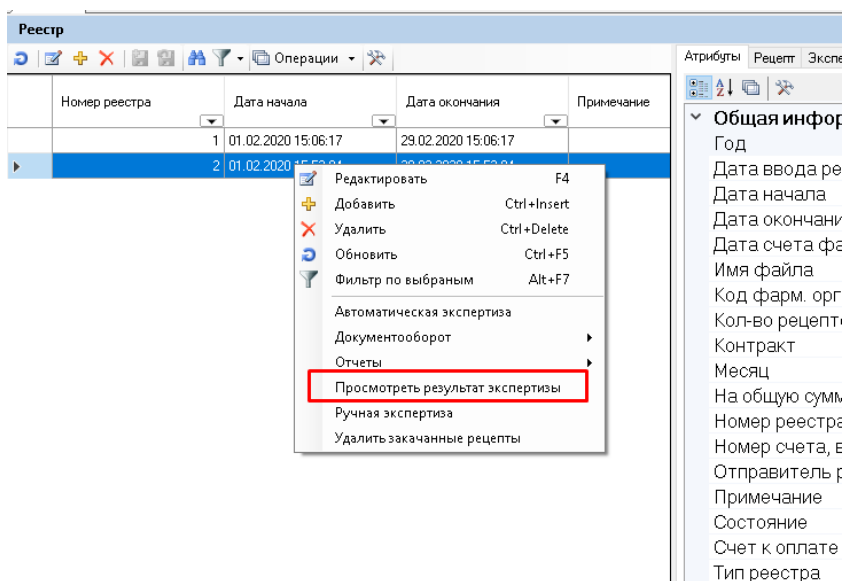 Реестр
Операции
Номер реестра Дата начала Дата окончания Примечание
1 01.02.2020 15:06:17 29.02.2020 15:06:17
2 01.02.2020
Редактировать F4
Добавить Ctrl+Insert
Удалить Ctrl+Delete
Обновить Ctrl+F5
Фильтр по выбраным Alt+F7
Автоматическая экспертиза
Документооборот
Отчеты
Просмотреть результат экспертизы
Ручная экспертиза
Удалить закачанные рецепты
Атрибуты Рецепт Экспе
Общая инфор
Год
Дата ввода ре
Дата начала
Дата окончани
Дата счета фа
Имя файла
Код фарм. орг
Кол-во рецепто
Контракт
Месяц
На общую сумм
Номер реестра
Номер счета, в
Отправитель р
Примечание
Состояние
Счет к оплате
Тип реестра